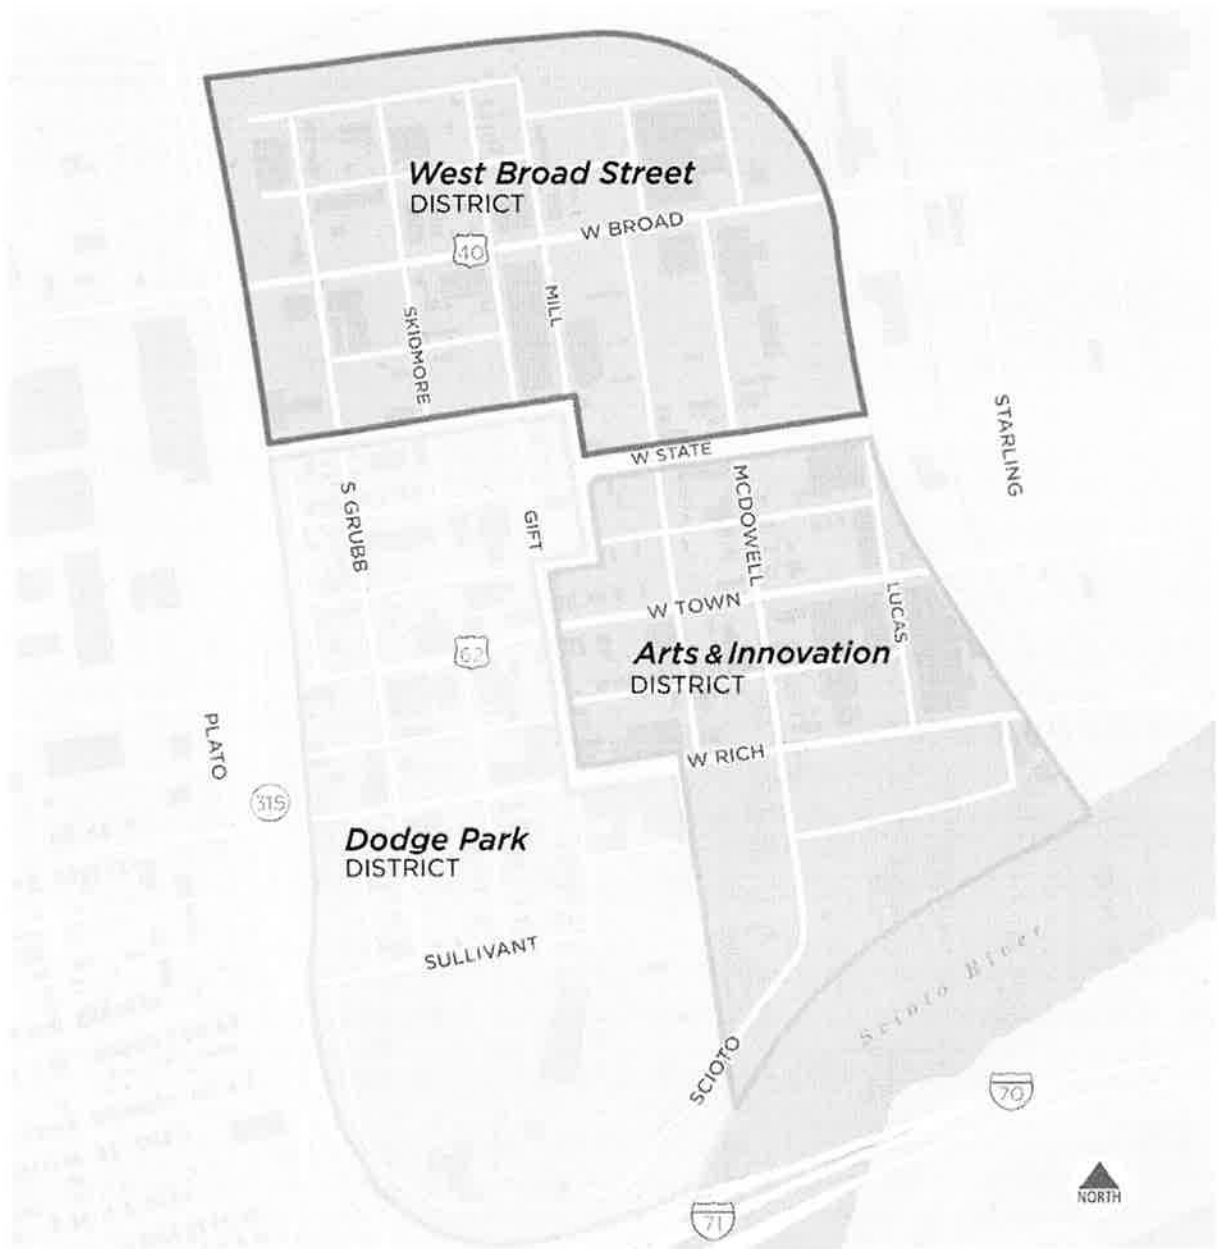 West Broad Street
DISTRICT
W BROAD
40
MILL
SKIDMORE
STARLING
W STATE
MCDOWELL
S GRUBB
GIFT
LUCAS
W TOWN
62
Arts & Innovation
DISTRICT
PLATO
W RICH
315
Dodge Park
DISTRICT
SULLIVANT
Scioto River
SCIOTO
70
NORTH
71